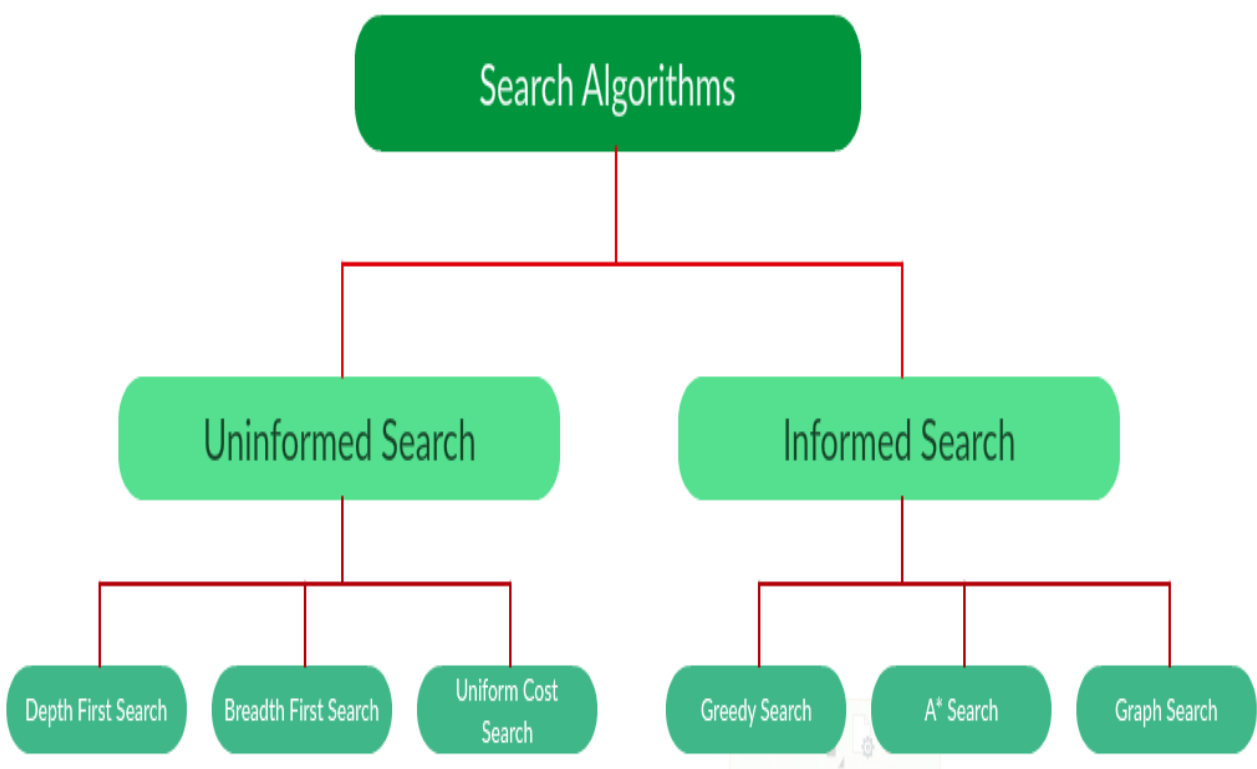 Search Algorithms
Uninformed Search
Informed Search
Depth First Search
Breadth First Search
Uniform Cost
Search
Greedy Search
A* Search
Graph Search